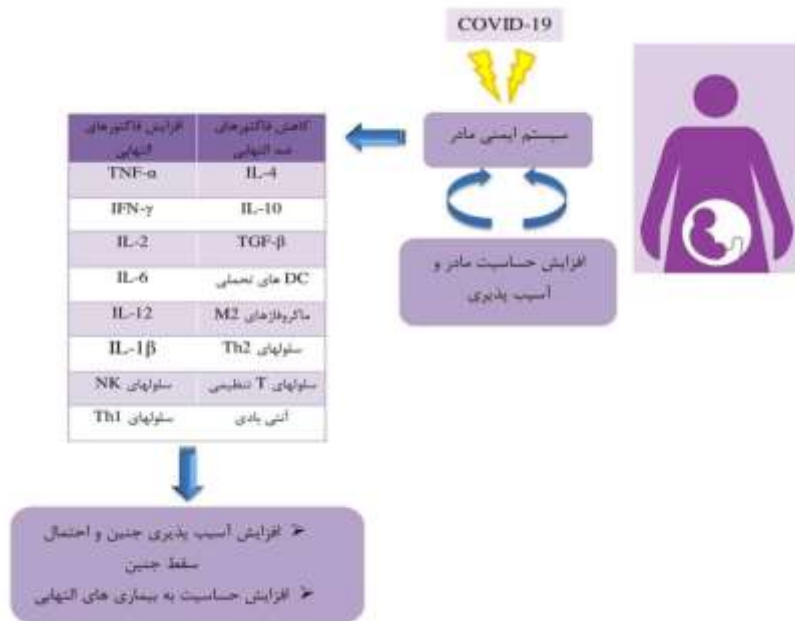 COVID-19
سیستم ایمنی مادر
افزایش حساسیت مادر و
آسیب پذیری
کاهش فاکتورهای افزایش فاکتورهای
ضد التهابی التهابی
IL-4 TNF-α
IL-10 IFN-γ
TGF-β IL-2
DC های تحملی IL-6
ماکروفاژهای M2 IL-12
سلولهای Th2 IL-1β
سلولهای T تنظیمی سلولهای NK
آنتی بادی سلولهای Th1
➢ افزایش آسیب پذیری جنین و احتمال
سقط جنین
➢ افزایش حساسیت به بیماری های التهابی